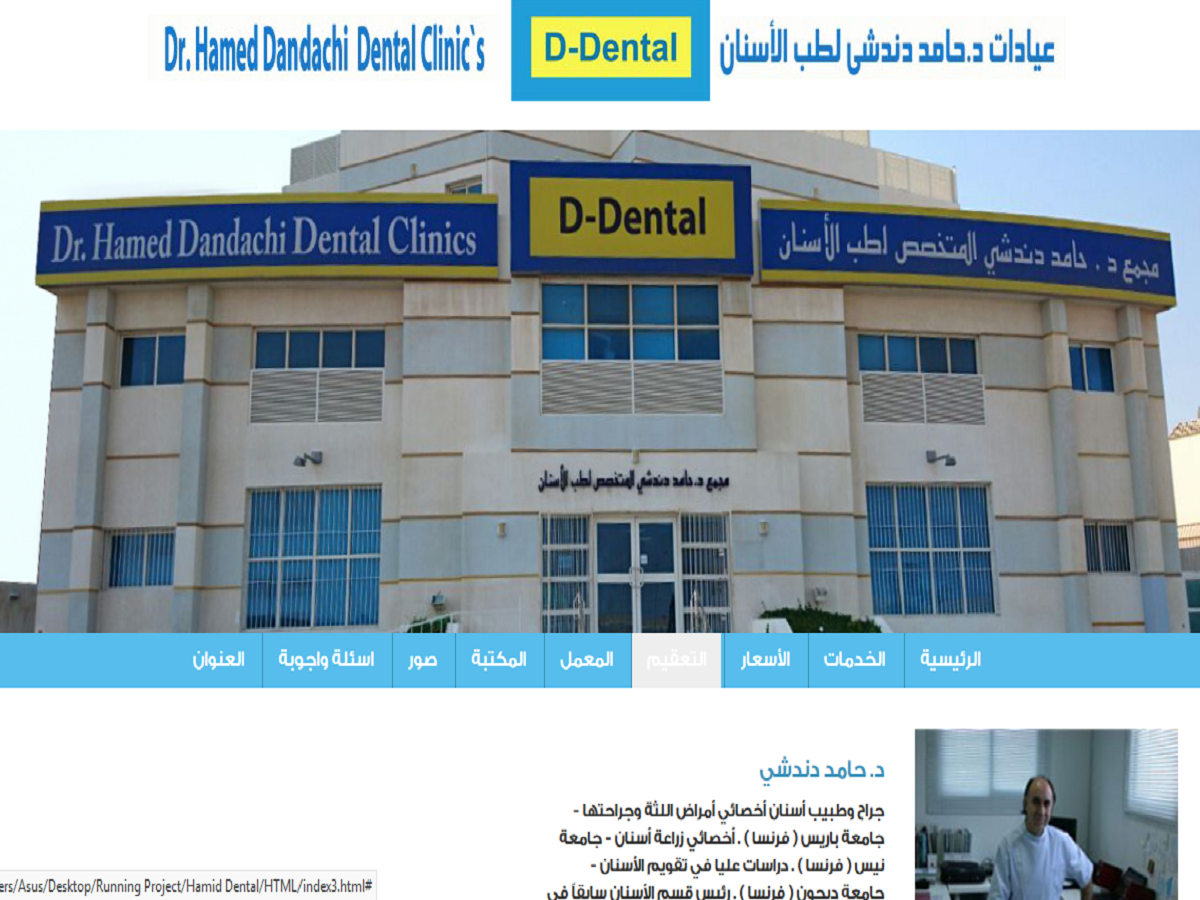 Dr. Hamed Dandachi Dental Clinic`s
D-Dental
عيادات د.حامد دندشى لطب الأسنان
Dr. Hamed Dandachi Dental Clinics
D-Dental
مجمع د . حامد دندشي المتخصص لطب الأسنان
مجمع د.حامد دندشي المتخصص لطب الأسنان
الرئيسية
الخدمات
الأسعار
التعقيم
المعمل
المكتبة
صور
اسئلة واجوبة
العنوان
د. حامد دندشي
جراح وطبيب أسنان أخصائي أمراض اللثة وجراحتها -
جامعة باريس ( فرنسا ) . أخصائي زراعة أسنان - جامعة
نيس ( فرنسا ) . دراسات عليا في تقويم الأسنان -
جامعة ديجون ( فرنسا ) . رئيس قسم الأسنان سابقاً في
ers/Asus/Desktop/Running Project/Hamid Dental/HTML/index3.html#